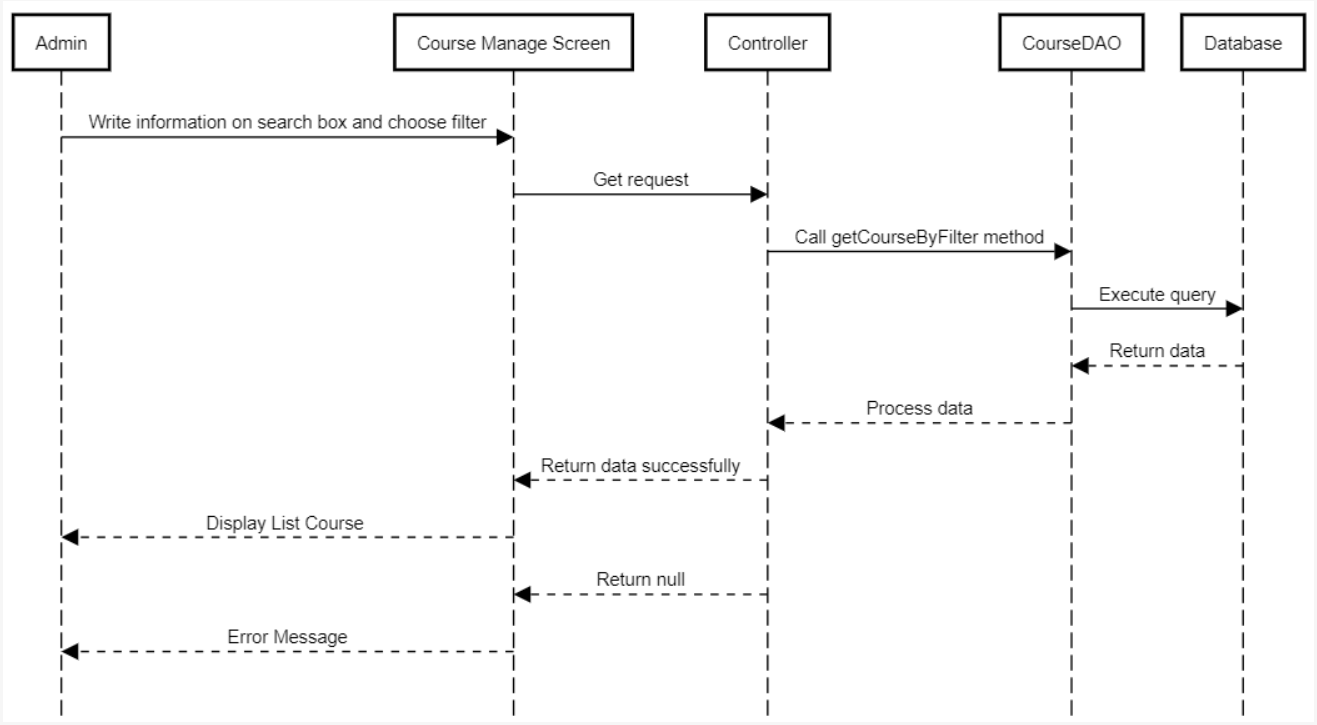 Admin
Course Manage Screen
Controller
CourseDAO
Database
Write information on search box and choose filter
Get request
Call getCourseByFilter method
Execute query
Return data
Process data
Return data successfully
Display List Course
Return null
Error Message